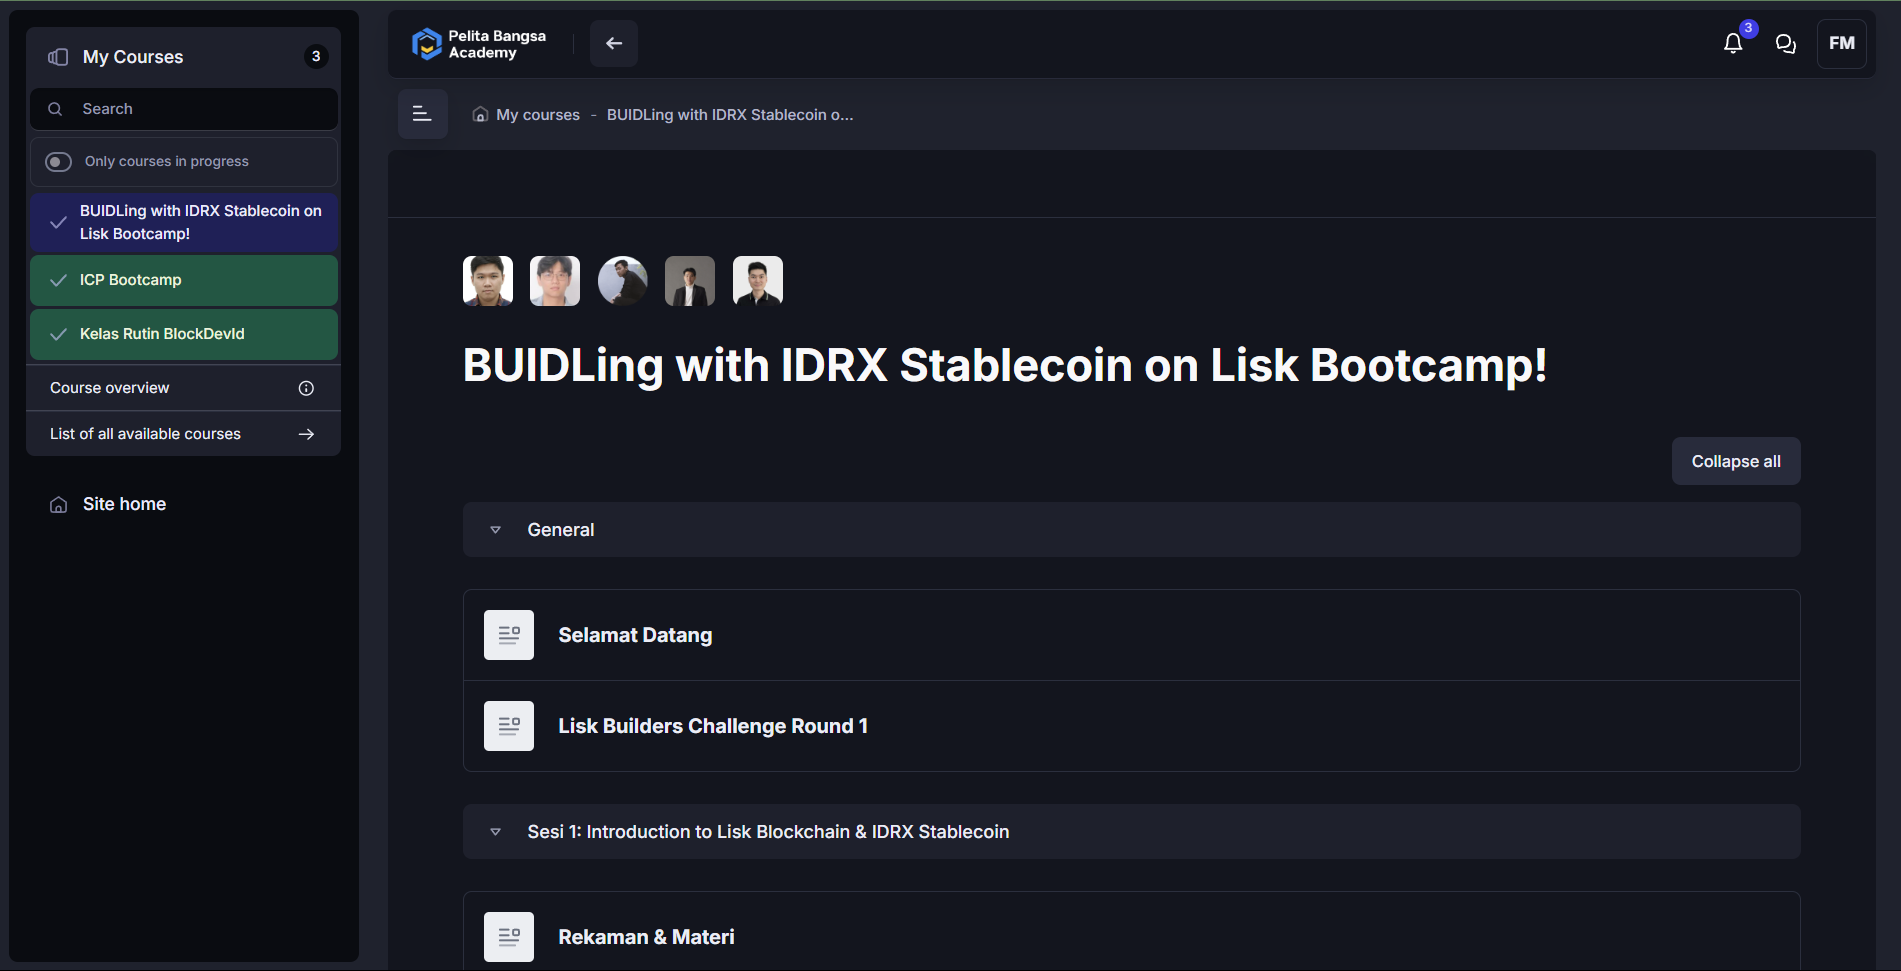 My Courses
3
Search
Only courses in progress
BUIDLing with IDRX Stablecoin on
Lisk Bootcamp!
ICP Bootcamp
Kelas Rutin BlockDevId
Course overview
List of all available courses
Site home
Pelita Bangsa
Academy
3
FM
My courses - BUIDLing with IDRX Stablecoin o...
BUIDLing with IDRX Stablecoin on Lisk Bootcamp!
Collapse all
General
Selamat Datang
Lisk Builders Challenge Round 1
Sesi 1: Introduction to Lisk Blockchain & IDRX Stablecoin
Rekaman & Materi